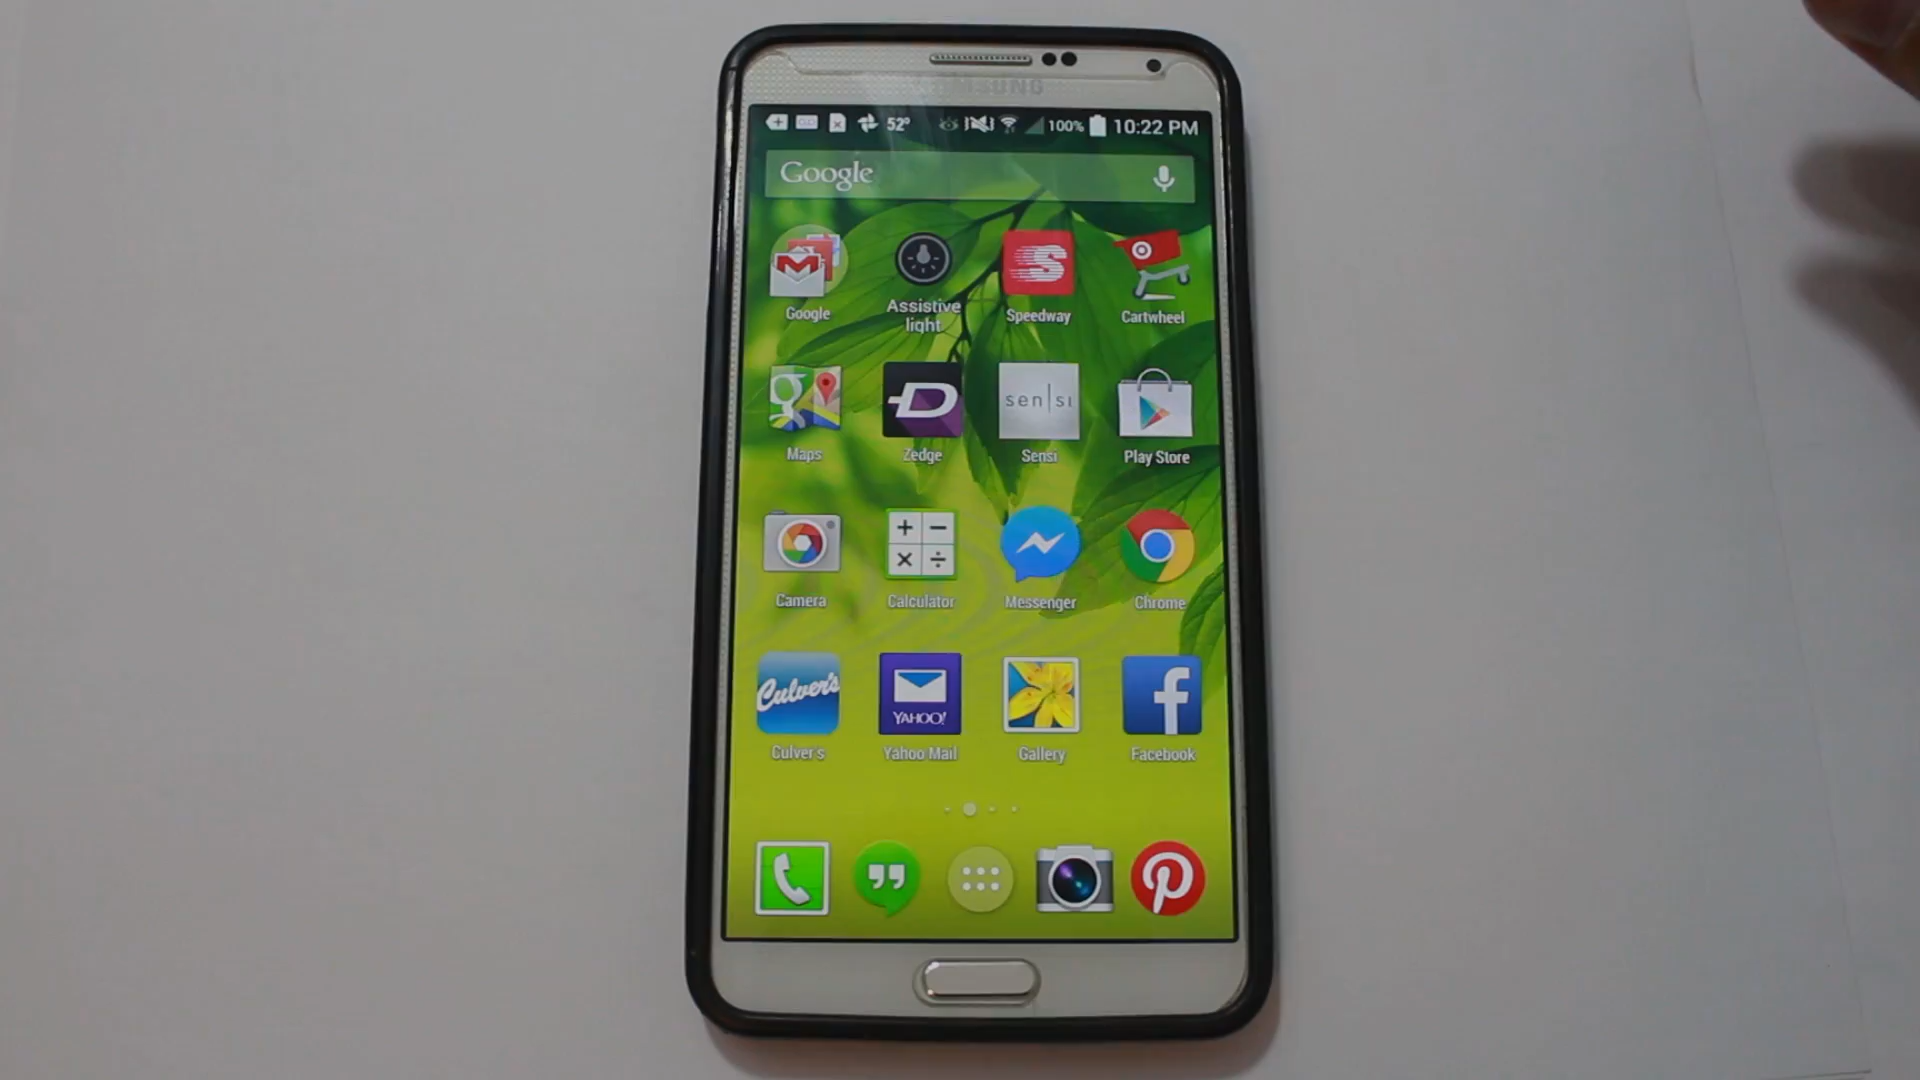 SAMSUNG
52° 100% 10:22 PM
Google
Google
Assistive
light
Speedway
Cartwheel
Maps
sen|si
Zedge
Sensi
Play Store
Camera
Calculator
Messenger
Chrome
Culver's
YAHOO!
Culver's
Yahoo Mail
Gallery
Facebook